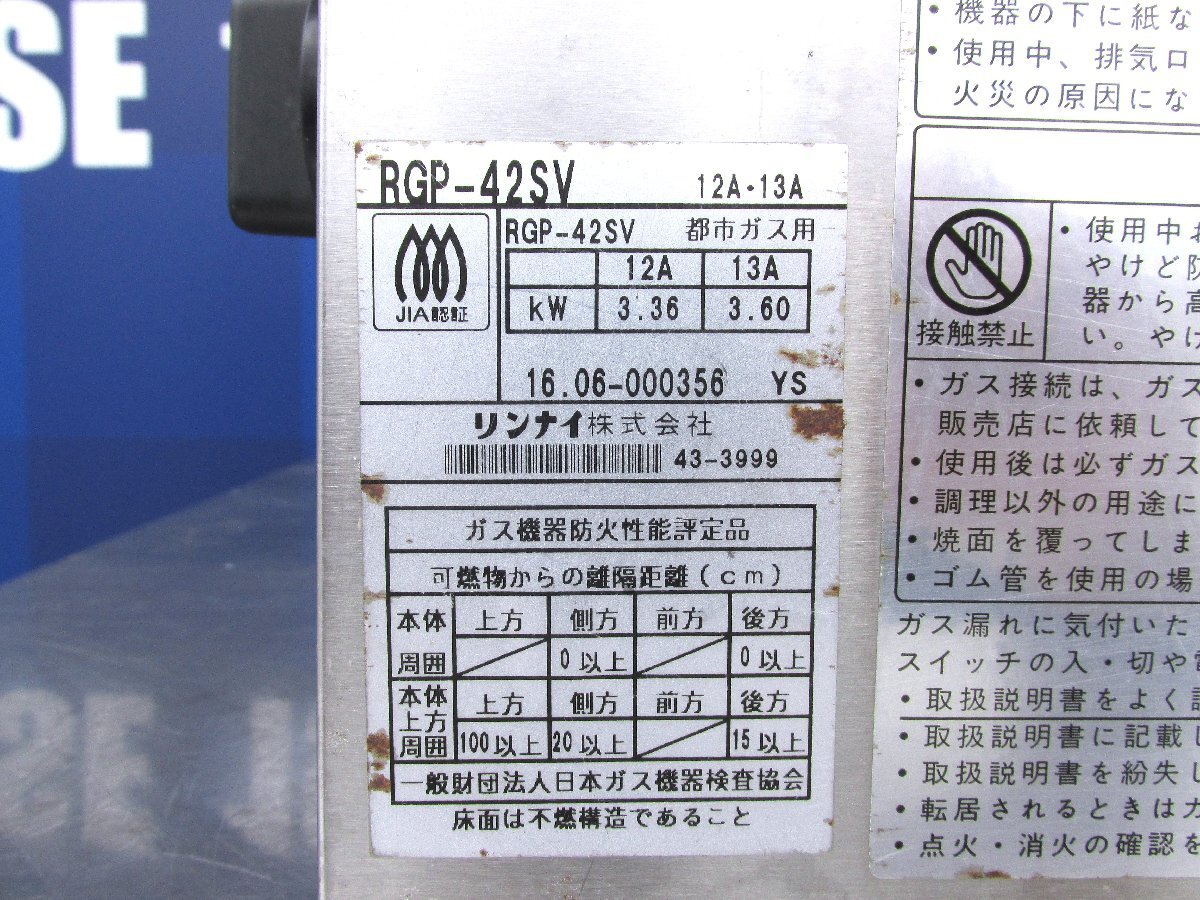 SE
RGP-42SV 12A・13A
JIA認証
RGP-42SV 都市ガス用
12A 13A
kW 3.36 3.60
16.06-000356 YS
リンナイ株式会社
43-3999
ガス機器防火性能評定品
可燃物からの離隔距離(cm)
本体周囲 上方 側方 前方 後方
0以上 0以上
本体上方周囲 上方 側方 前方 後方
100以上 20以上 15以上
一般財団法人日本ガス機器検査協会
床面は不燃構造であること
・機器の下に紙な
・使用中、排気口
火災の原因にな
接触禁止
・使用中
やけど
器から高
い。やけ
・ガス接続は、ガス
販売店に依頼して
・使用後は必ずガス
・調理以外の用途に
・焼面を覆ってしま
・ゴム管を使用の場
ガス漏れに気付いた
スイッチの入・切や
・取扱説明書をよく
・取扱説明書に記載し
・取扱説明書を紛失し
・転居されるときは
・点火・消火の確認を